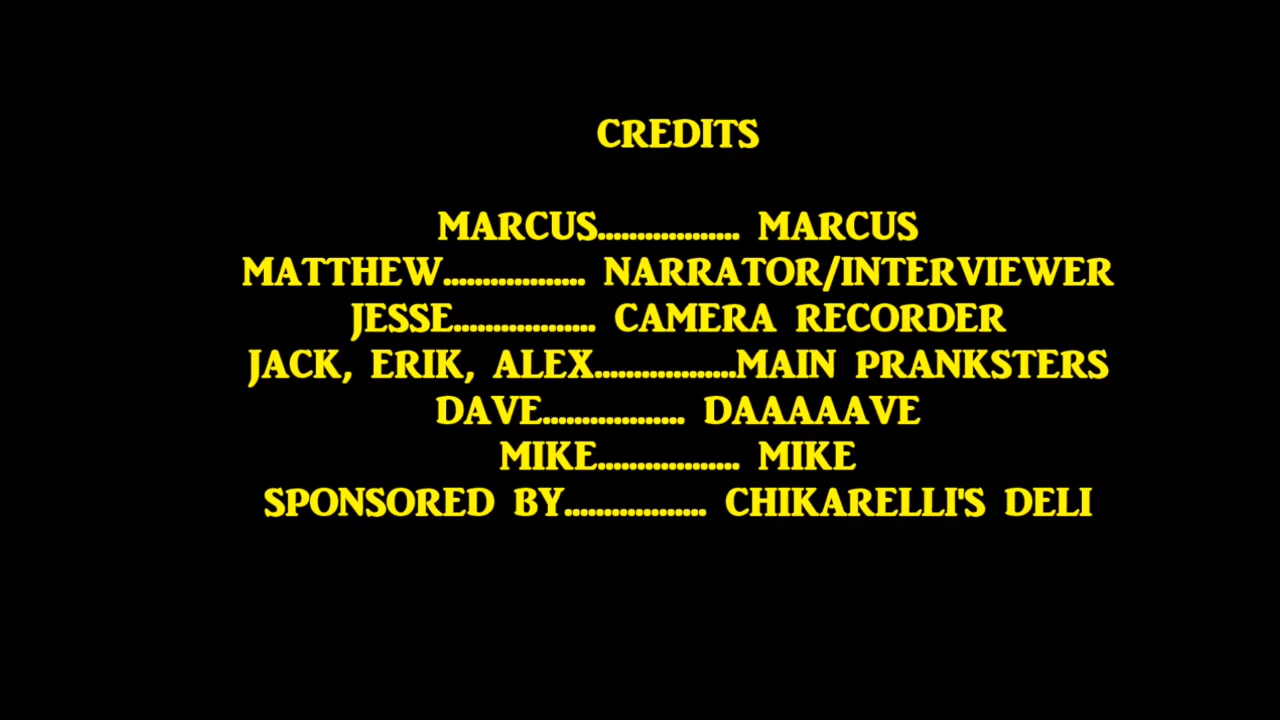 CREDITS
MARCUS.................. MARCUS
MATTHEW.................. NARRATOR/INTERVIEWER
JESSE.................. CAMERA RECORDER
JACK, ERIK, ALEX..................MAIN PRANKSTERS
DAVE.................. DAAAAAVE
MIKE.................. MIKE
SPONSORED BY.................. CHIKARELLI'S DELI